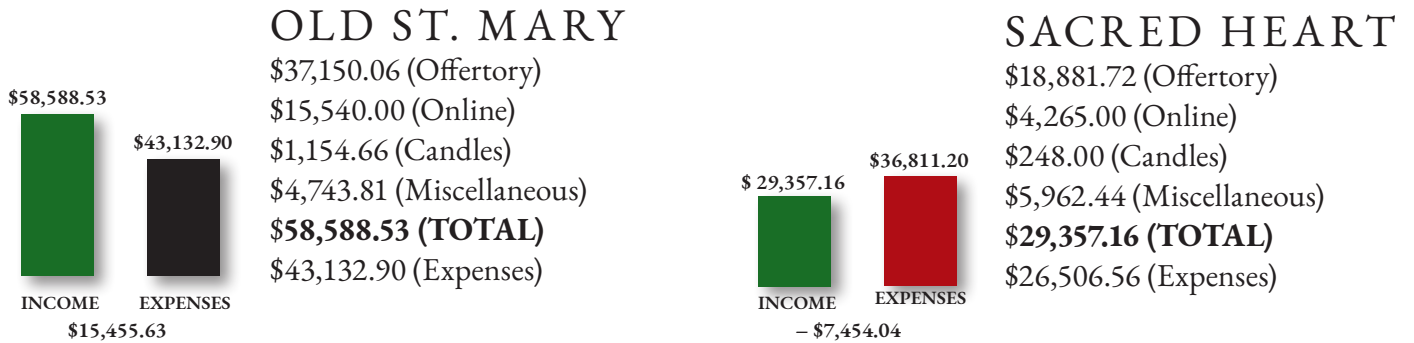 OLD ST. MARY
$37,150.06 (Offertory)
$15,540.00 (Online)
$1,154.66 (Candles)
$4,743.81 (Miscellaneous)
$58,588.53 (TOTAL)
$43,132.90 (Expenses)
$58,588.53
$43,132.90
INCOME EXPENSES
$15,455.63
SACRED HEART
$18,881.72 (Offertory)
$4,265.00 (Online)
$248.00 (Candles)
$5,962.44 (Miscellaneous)
$29,357.16 (TOTAL)
$26,506.56 (Expenses)
$ 29,357.16
$36,811.20
INCOME EXPENSES
– $7,454.04